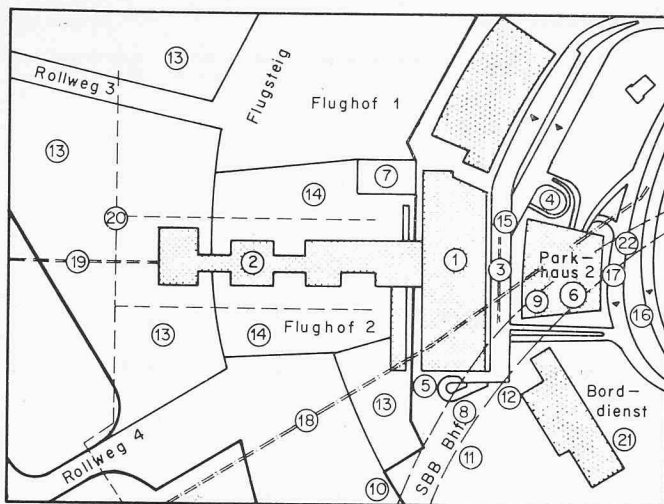 13
Rollweg 3
Flugsteig
Flughof 1
13
7
14
4
20
15
22
19
2
1
3
Park-
haus 2
17
9
6
16
13
14
Flughof 2
5
13
8
12
Bord-
dienst
18
SBB Bhf.
11
21
Rollweg 4
10